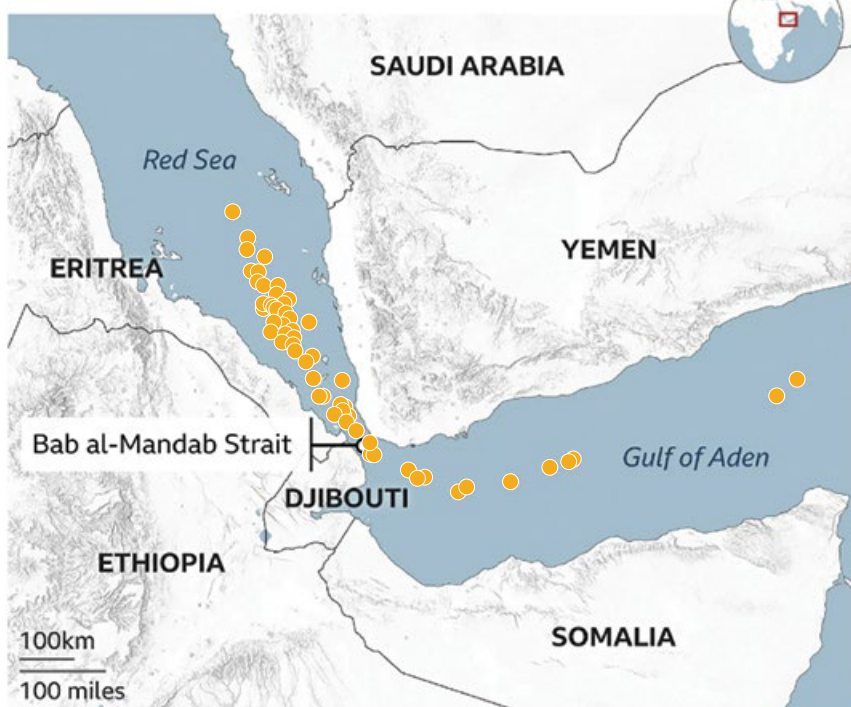 SAUDI ARABIA
Red Sea
YEMEN
ERITREA
Bab al-Mandab Strait
Gulf of Aden
DJIBOUTI
ETHIOPIA
SOMALIA
100km
100 miles